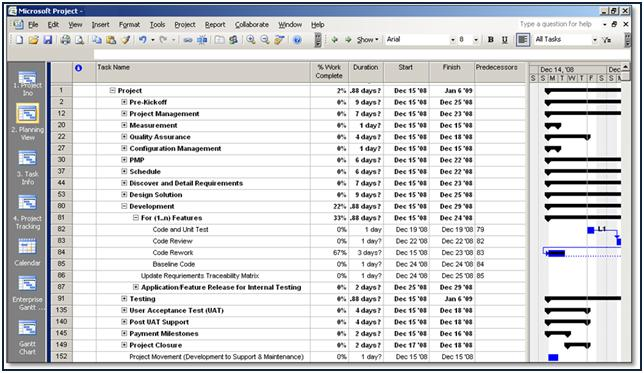 Microsoft Project -
File Edit View Insert Format Tools Project Report Collaborate Window Help Type a question for help
Show Arial 8 B U All Tasks
Task Name % Work Complete Duration Start Finish Predecessors Dec 14, '08
S S M T W T F S S
1 Project 2% .88 days? Dec 15 '08 Jan 6 '09
2 Pre-Kickoff 0% 9 days? Dec 15 '08 Dec 25 '08
12 Project Management 0% 7 days? Dec 15 '08 Dec 23 '08
20 Measurement 0% 1 day? Dec 15 '08 Dec 15 '08
22 Quality Assurance 0% 4 days? Dec 15 '08 Dec 18 '08
27 Configuration Management 0% 1 day? Dec 15 '08 Dec 15 '08
30 PMP 0% 6 days? Dec 15 '08 Dec 22 '08
37 Schedule 0% 6 days? Dec 15 '08 Dec 22 '08
44 Discover and Detail Requirements 0% 7 days? Dec 15 '08 Dec 23 '08
53 Design Solution 0% 9 days? Dec 15 '08 Dec 25 '08
80 Development 22% .88 days? Dec 15 '08 Dec 29 '08
81 For (1..n) Features 33% .88 days? Dec 15 '08 Dec 24 '08
82 Code and Unit Test 0% 1 day Dec 19 '08 Dec 19 '08 79 L1
83 Code Review 0% 1 day? Dec 22 '08 Dec 22 '08 82
84 Code Rework 67% 3 days? Dec 15 '08 Dec 23 '08 83
85 Baseline Code 0% 1 day? Dec 24 '08 Dec 24 '08 84
86 Update Requriements Traceability Matrix 0% 1 day? Dec 25 '08 Dec 25 '08 85
87 Application/Feature Release for Internal Testing 0% 2 days Dec 25 '08 Dec 29 '08
91 Testing 0% .88 days? Dec 15 '08 Jan 6 '09
135 User Acceptance Test (UAT) 0% 4 days? Dec 15 '08 Dec 18 '08
140 Post UAT Support 0% 4 days? Dec 15 '08 Dec 18 '08
145 Payment Milestones 0% 2 days? Dec 15 '08 Dec 16 '08
149 Project Closure 0% 2 days? Dec 17 '08 Dec 18 '08
152 Project Movement (Development to Support & Maintenance) 0% 1 day? Dec 15 '08 Dec 15 '08
1. Project Ino
2. Planning View
3. Task Info
4. Project Tracking
Calendar
Enterprise Gantt ...
Gantt Chart